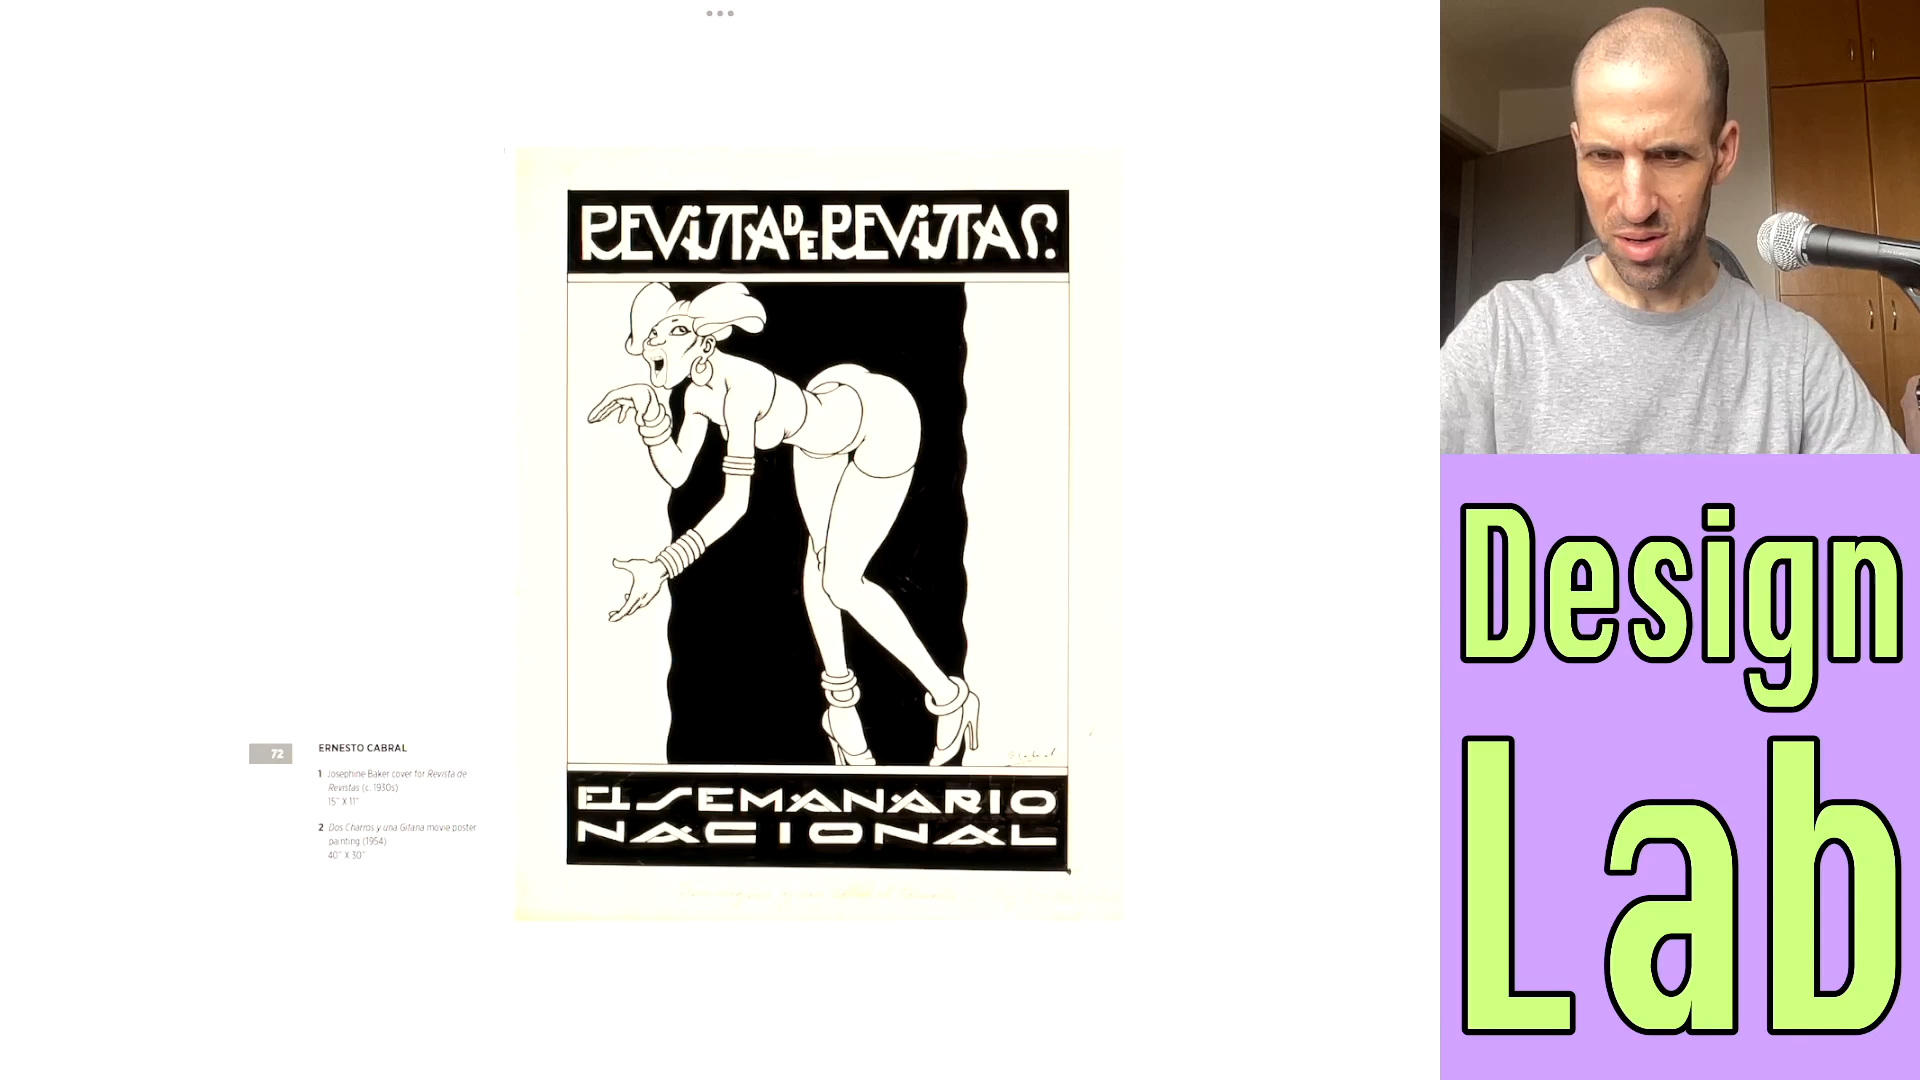 REVISTA DE REVISTAS.
EL SEMANARIO
NACIONAL
72
ERNESTO CABRAL
1 Josephine Baker cover for Revista de
Revistas (c. 1930s)
15" X 11"
2 Dos Charros y una Gitana movie poster
painting (1954)
40" X 30"
Design
Lab